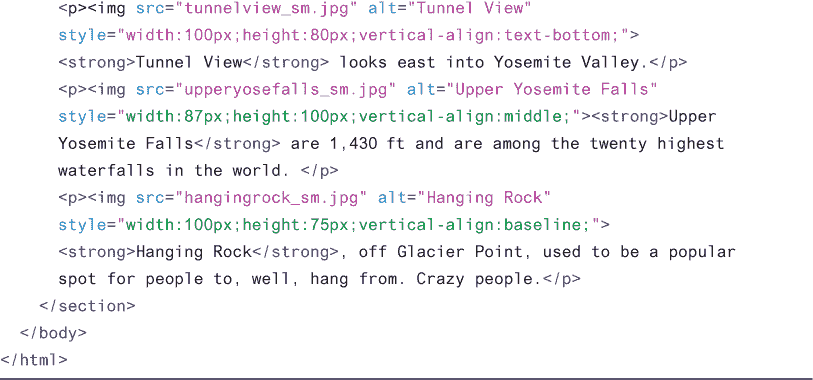 <p><img src="tunnelview_sm.jpg" alt="Tunnel View"
style="width:100px;height:80px;vertical-align:text-bottom;">
<strong>Tunnel View</strong> looks east into Yosemite Valley.</p>
<p><img src="upperyosefalls_sm.jpg" alt="Upper Yosemite Falls"
style="width:87px;height:100px;vertical-align:middle;"><strong>Upper
Yosemite Falls</strong> are 1,430 ft and are among the twenty highest
waterfalls in the world. </p>
<p><img src="hangingrock_sm.jpg" alt="Hanging Rock"
style="width:100px;height:75px;vertical-align:baseline;">
<strong>Hanging Rock</strong>, off Glacier Point, used to be a popular
spot for people to, well, hang from. Crazy people.</p>
</section>
</body>
</html>